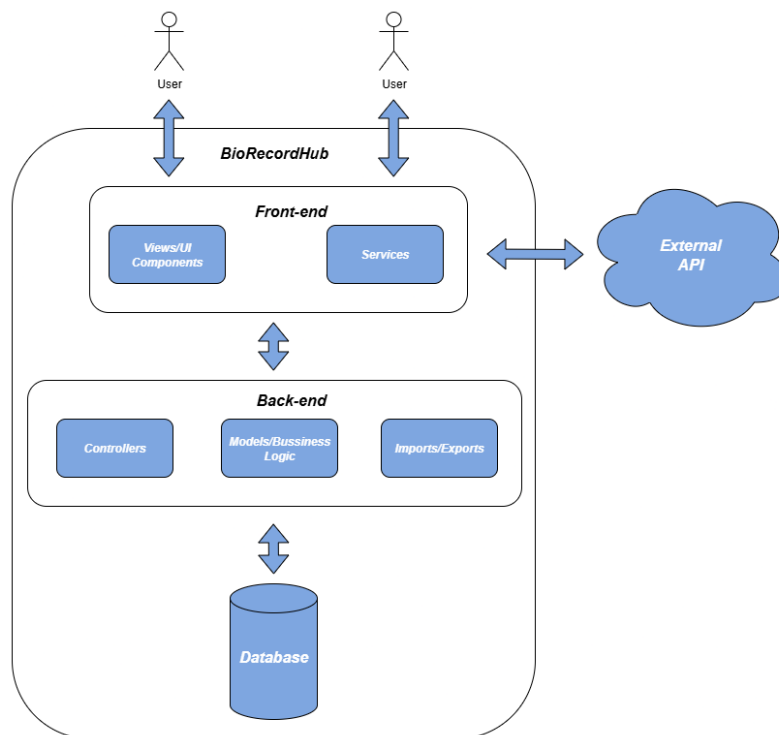 User
User
BioRecordHub
Front-end
Views/UI
Components
Services
External
API
Back-end
Controllers
Models/Bussiness
Logic
Imports/Exports
Database